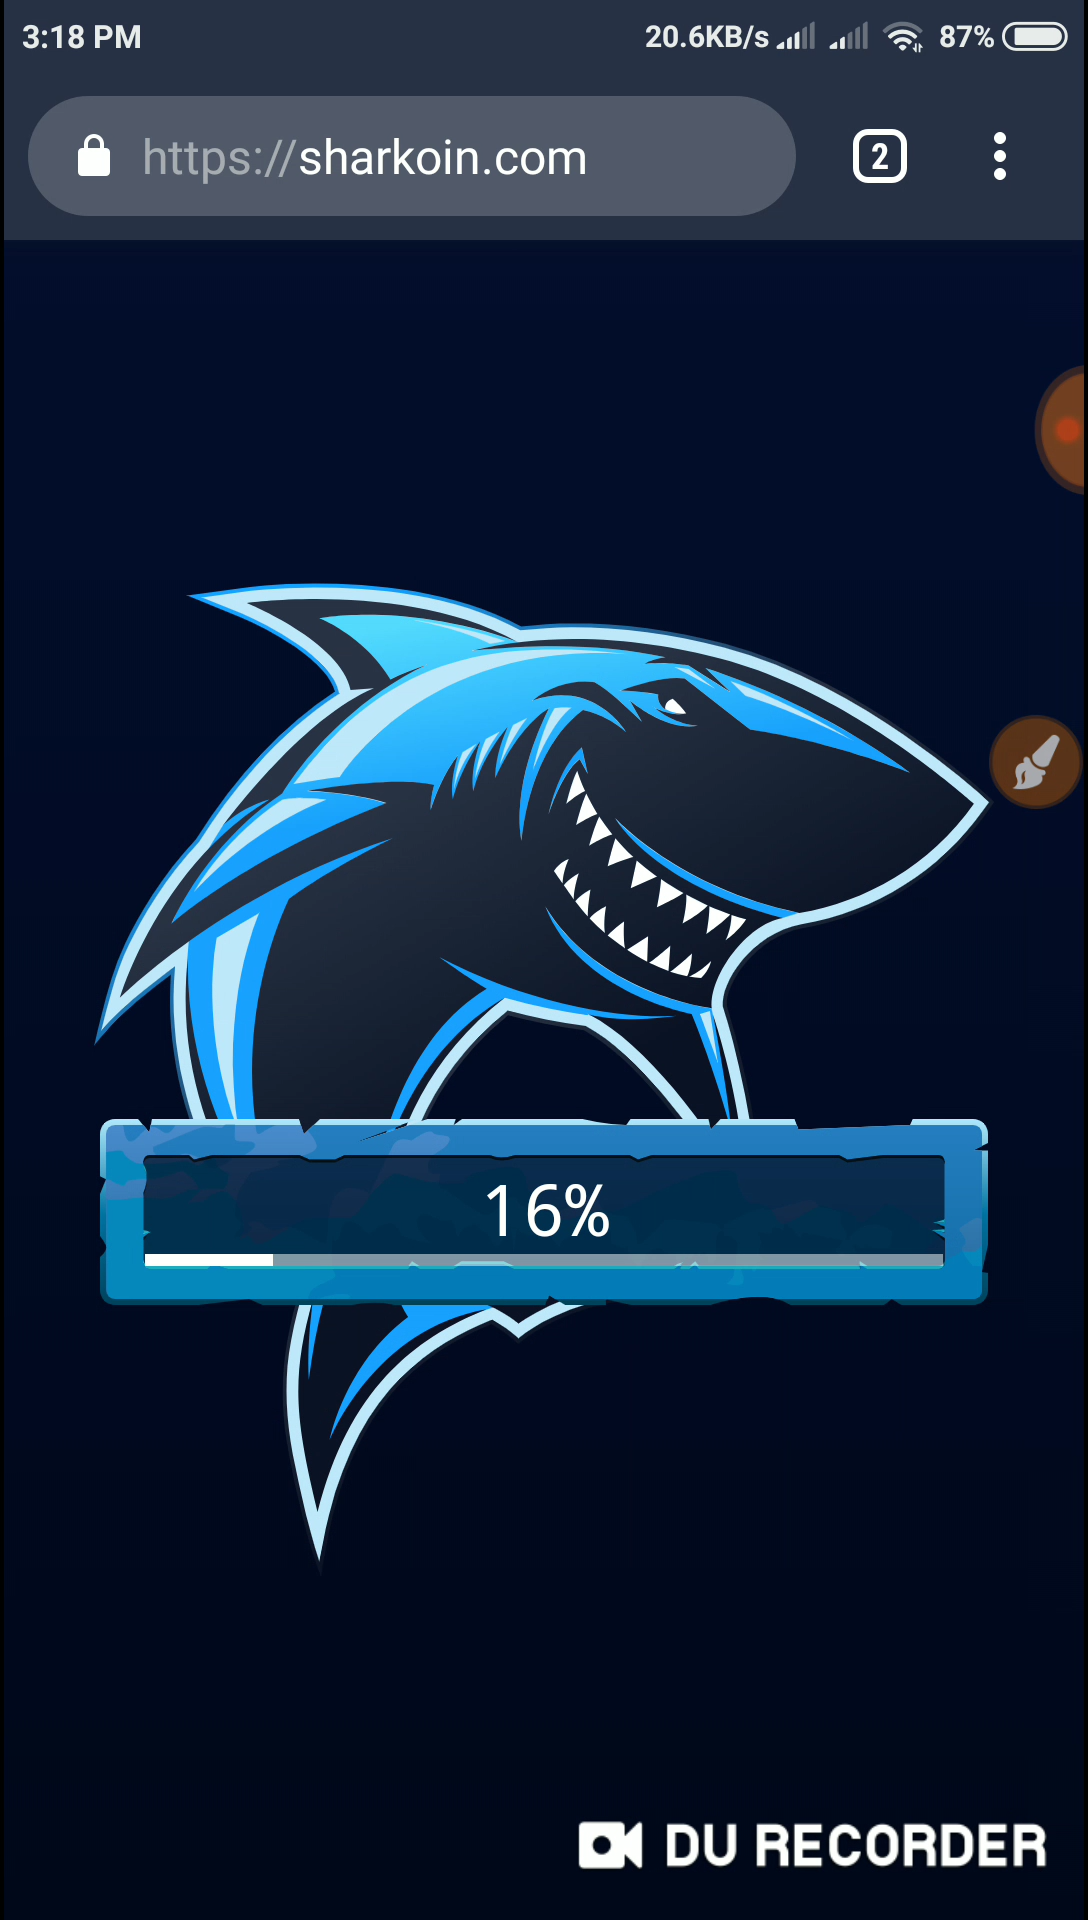 3:18 PM
20.6KB/s
87%
https://sharkoin.com
2
16%
DU RECORDER